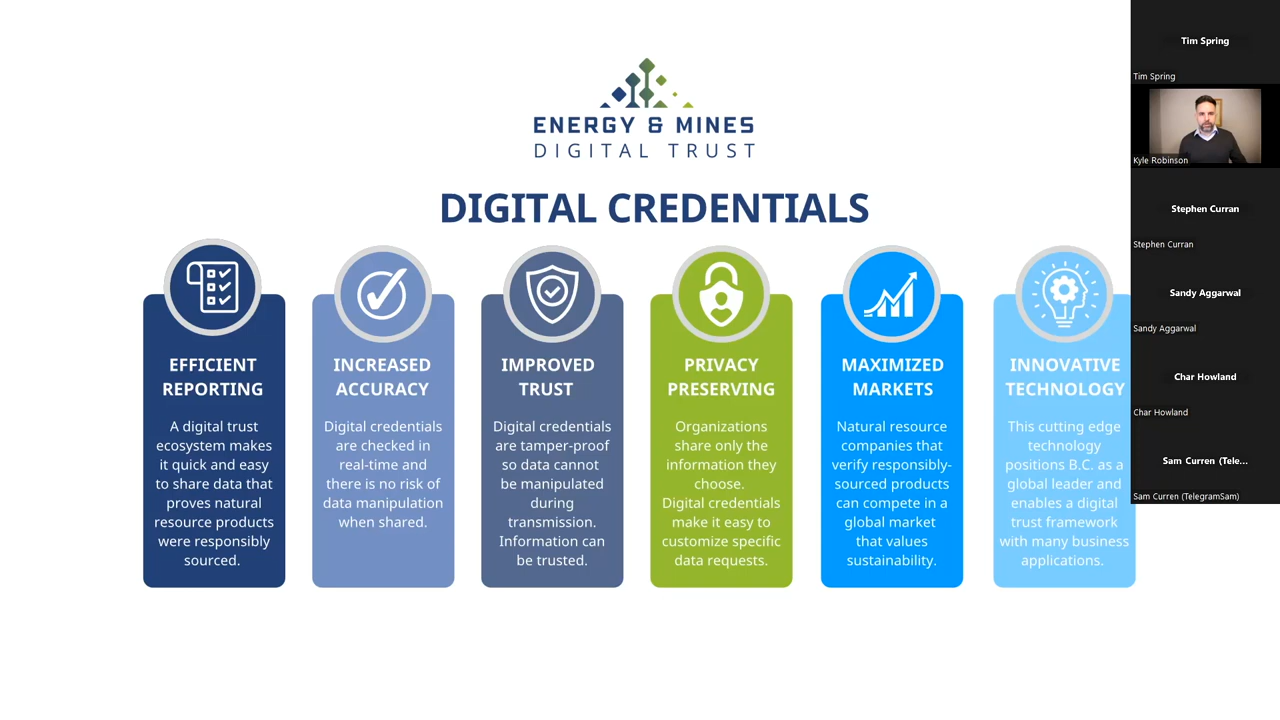 ENERGY & MINES
DIGITAL TRUST
DIGITAL CREDENTIALS
EFFICIENT
REPORTING
A digital trust
ecosystem makes
it quick and easy
to share data that
proves natural
resource products
were responsibly
sourced.
INCREASED
ACCURACY
Digital credentials
are checked in
real-time and
there is no risk of
data manipulation
when shared.
IMPROVED
TRUST
Digital credentials
are tamper-proof
so data cannot
be manipulated
during
transmission.
Information can
be trusted.
PRIVACY
PRESERVING
Organizations
share only the
information they
choose.
Digital credentials
make it easy to
customize specific
data requests.
MAXIMIZED
MARKETS
Natural resource
companies that
verify responsibly-
sourced products
can compete in a
global market
that values
sustainability.
INNOVATIVE
TECHNOLOGY
This cutting edge
technology
positions B.C. as a
global leader and
enables a digital
trust framework
with many business
applications.
Tim Spring
Tim Spring
Kyle Robinson
Stephen Curran
Stephen Curran
Sandy Aggarwal
Sandy Aggarwal
Char Howland
Char Howland
Sam Curren (Tele...
Sam Curren (TelegramSam)